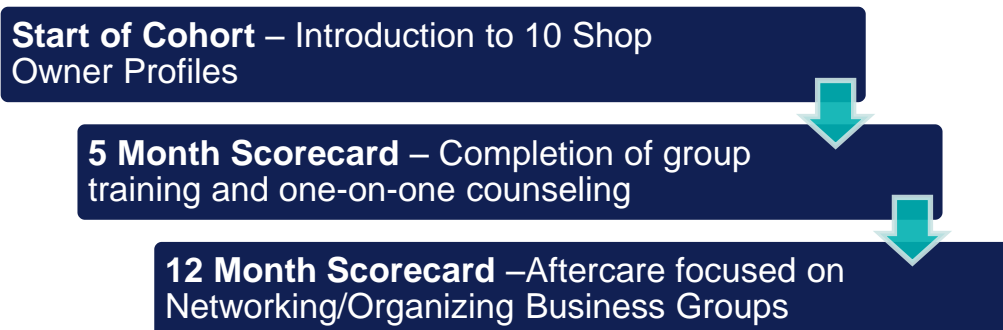 Start of Cohort – Introduction to 10 Shop
Owner Profiles
5 Month Scorecard – Completion of group
training and one-on-one counseling
12 Month Scorecard –Aftercare focused on
Networking/Organizing Business Groups